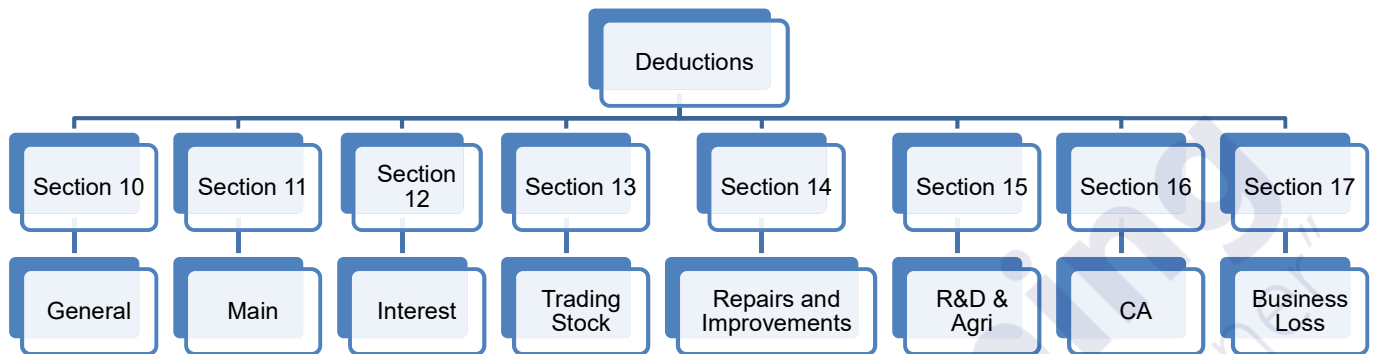 Deductions
Section 10
Section 11
Section
12
Section 13
Section 14
Section 15
Section 16
Section 17
General
Main
Interest
Trading
Stock
Repairs and
Improvements
R&D &
Agri
CA
Business
Loss